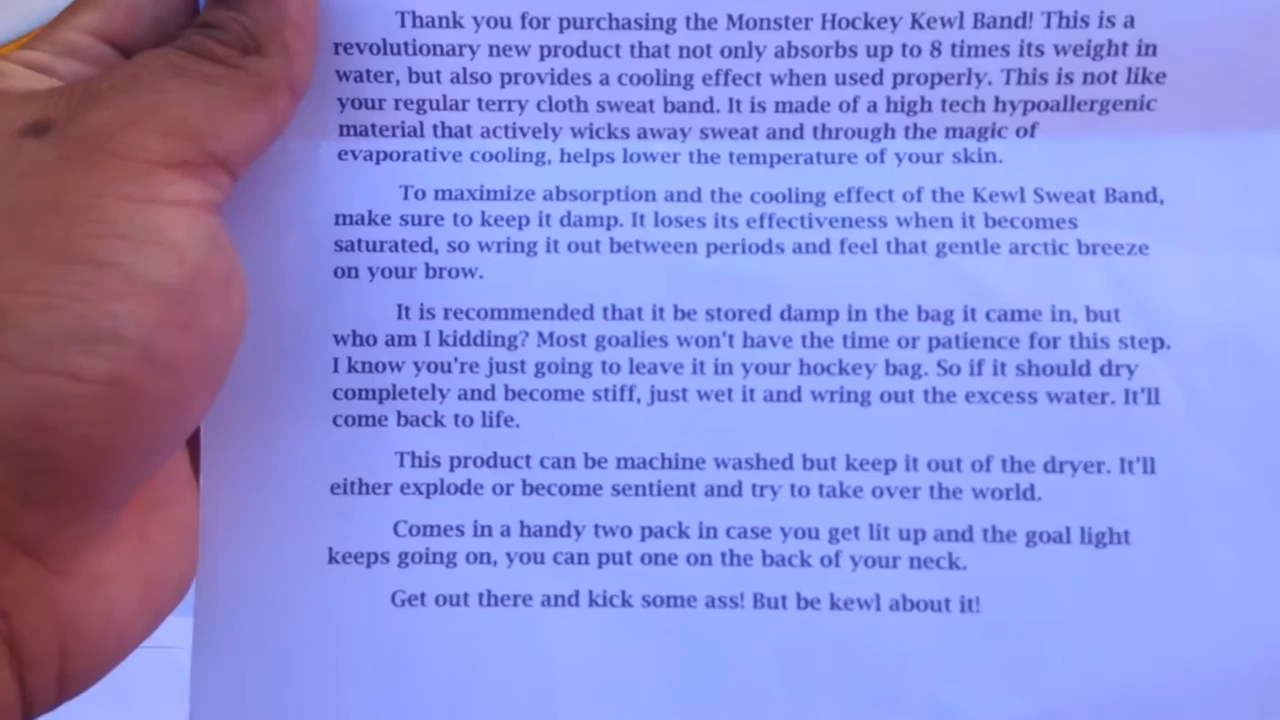 Thank you for purchasing the Monster Hockey Kewl Band! This is a
revolutionary new product that not only absorbs up to 8 times its weight in
water, but also provides a cooling effect when used properly. This is not like
your regular terry cloth sweat band. It is made of a high tech hypoallergenic
material that actively wicks away sweat and through the magic of
evaporative cooling, helps lower the temperature of your skin.
To maximize absorption and the cooling effect of the Kewl Sweat Band,
make sure to keep it damp. It loses its effectiveness when it becomes
saturated, so wring it out between periods and feel that gentle arctic breeze
on your brow.
It is recommended that it be stored damp in the bag it came in, but
who am I kidding? Most goalies won't have the time or patience for this step.
I know you're just going to leave it in your hockey bag. So if it should dry
completely and become stiff, just wet it and wring out the excess water. It'll
come back to life.
This product can be machine washed but keep it out of the dryer. It'll
either explode or become sentient and try to take over the world.
Comes in a handy two pack in case you get lit up and the goal light
keeps going on, you can put one on the back of your neck.
Get out there and kick some ass! But be kewl about it!